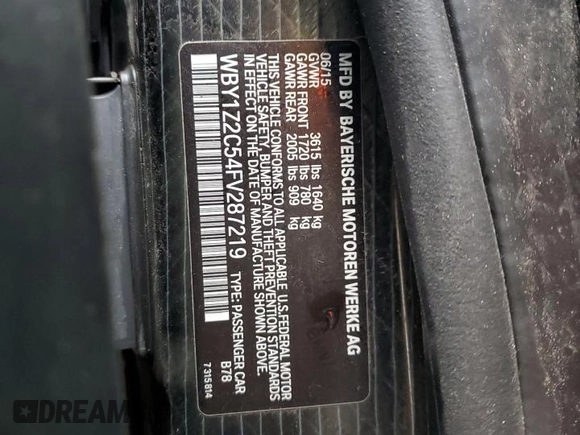 MFD BY BAYERISCHE MOTOREN WERKE AG
06/15
GVWR 3615 lbs 1640 kg
GAWR FRONT 1720 lbs 780 kg
GAWR REAR 2005 lbs 909 kg
THIS VEHICLE CONFORMS TO ALL APPLICABLE U.S.FEDERAL MOTOR
VEHICLE SAFETY, BUMPER AND THEFT PREVENTION STANDARDS
IN EFFECT ON THE DATE OF MANUFACTURE SHOWN ABOVE.
WBY1Z2C54FV287219 TYPE: PASSENGER CAR
B78
7315814